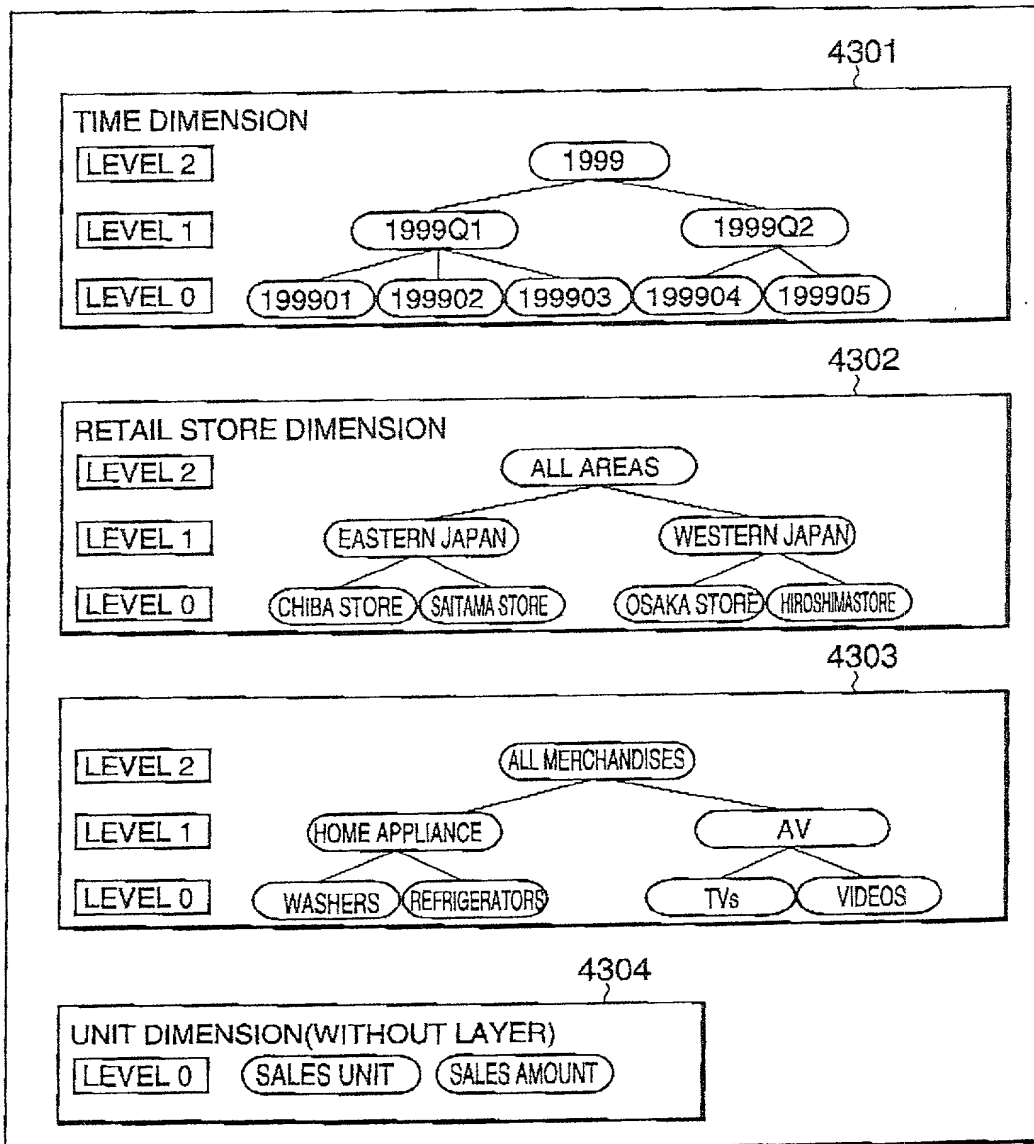 4301
TIME DIMENSION
LEVEL 2 1999
LEVEL 1 1999Q1 1999Q2
LEVEL 0 199901 199902 199903 199904 199905
4302
RETAIL STORE DIMENSION
LEVEL 2 ALL AREAS
LEVEL 1 EASTERN JAPAN WESTERN JAPAN
LEVEL 0 CHIBA STORE SAITAMA STORE OSAKA STORE HIROSHIMASTORE
4303
LEVEL 2 ALL MERCHANDISES
LEVEL 1 HOME APPLIANCE AV
LEVEL 0 WASHERS REFRIGERATORS TVs VIDEOS
4304
UNIT DIMENSION(WITHOUT LAYER)
LEVEL 0 SALES UNIT SALES AMOUNT